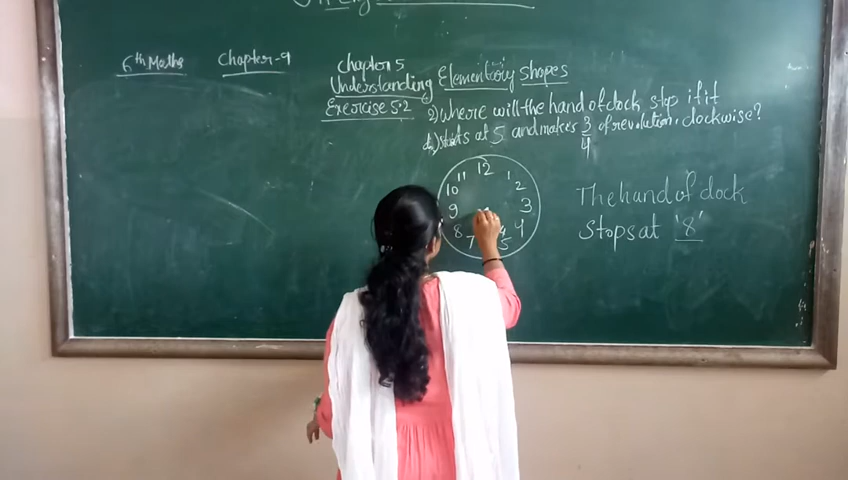 6th Maths
Chapter-9
Chapter 5
Understanding Elementory Shapes
Exercise 5.2
2) Where will the hand of clock stop if it
d) starts at 5 and makes 3/4 of revolution, clockwise?
12
11
1
10
2
9
3
8
4
7
5
The hand of clock
Stops at '8'